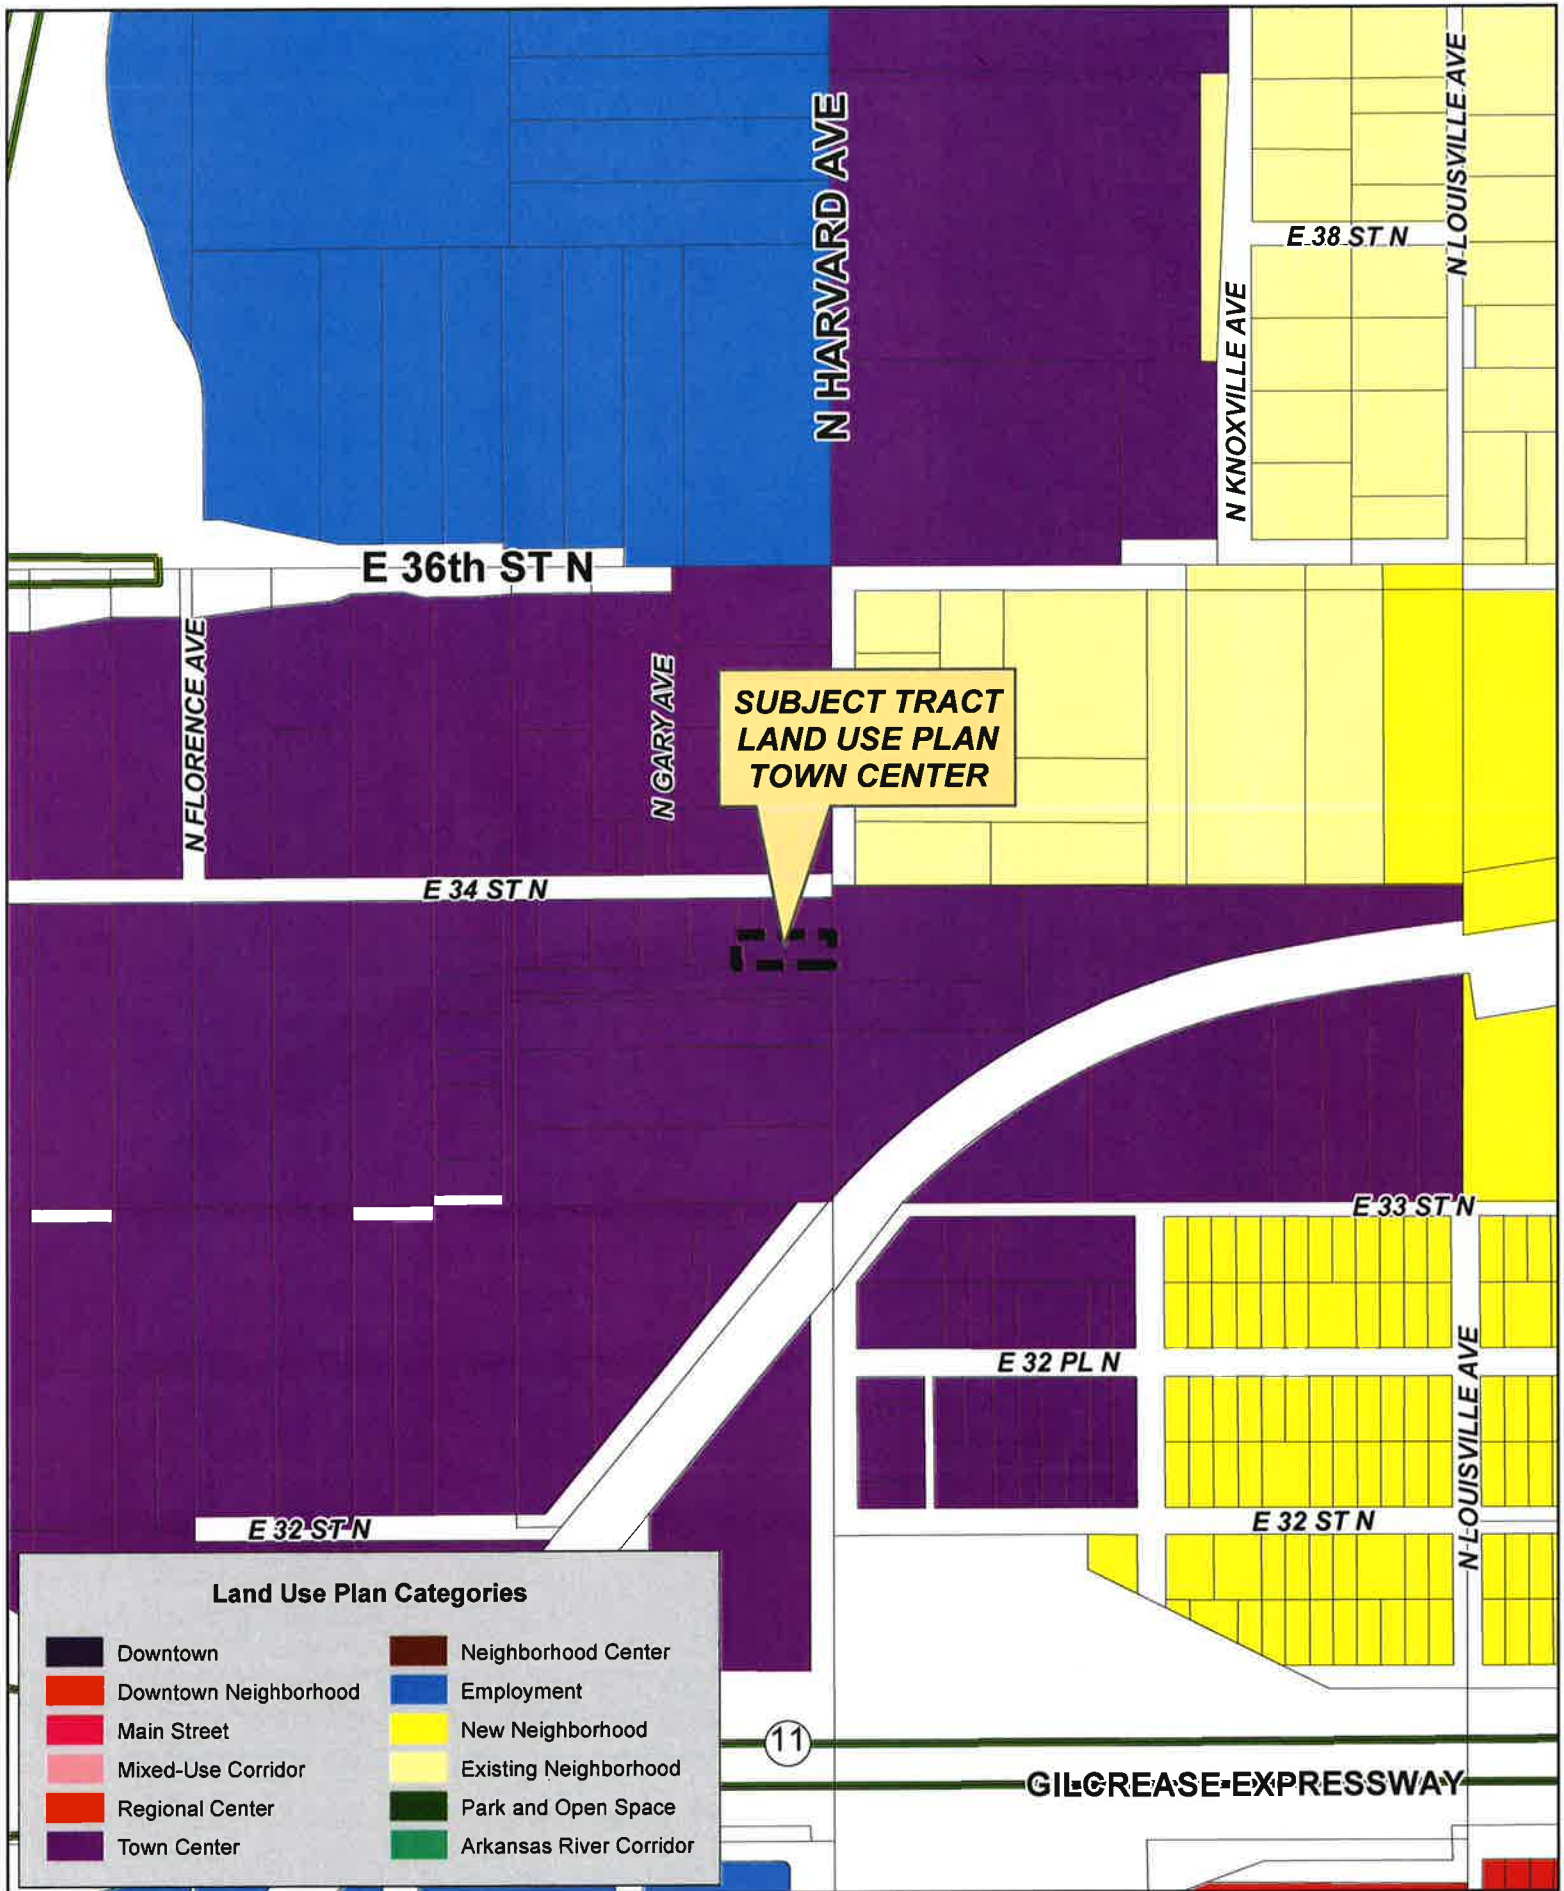 N HARVARD AVE
N LOUISVILLE AVE
E 38 ST N
N KNOXVILLE AVE
E 36th ST N
N FLORENCE AVE
N GARY AVE
SUBJECT TRACT
LAND USE PLAN
TOWN CENTER
E 34 ST N
E 33 ST N
E 32 PL N
N LOUISVILLE AVE
E 32 ST N
E 32 ST N
Land Use Plan Categories
Downtown
Downtown Neighborhood
Main Street
Mixed-Use Corridor
Regional Center
Town Center
Neighborhood Center
Employment
New Neighborhood
Existing Neighborhood
Park and Open Space
Arkansas River Corridor
11
GILCREASE EXPRESSWAY